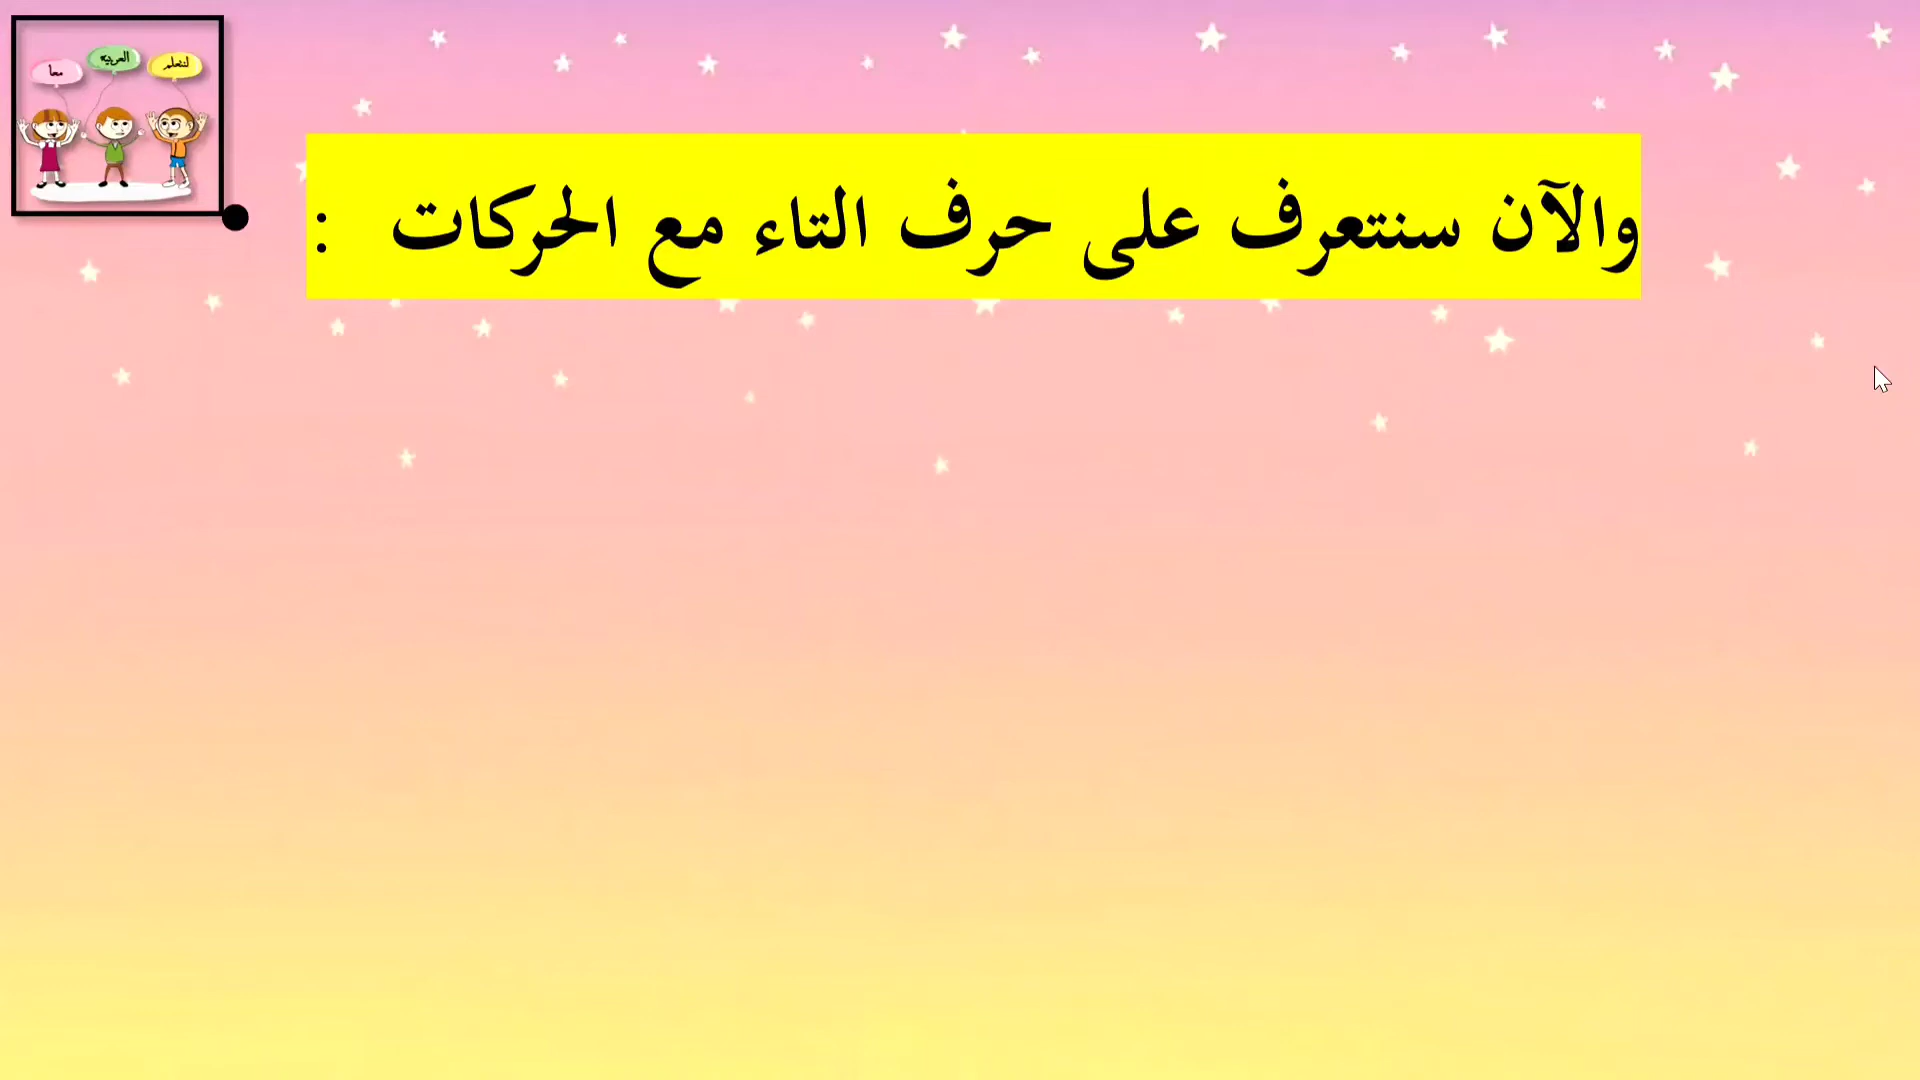 لنتعلم العربية معاً
والآن سنتعرف على حرف التاء مع الحركات :